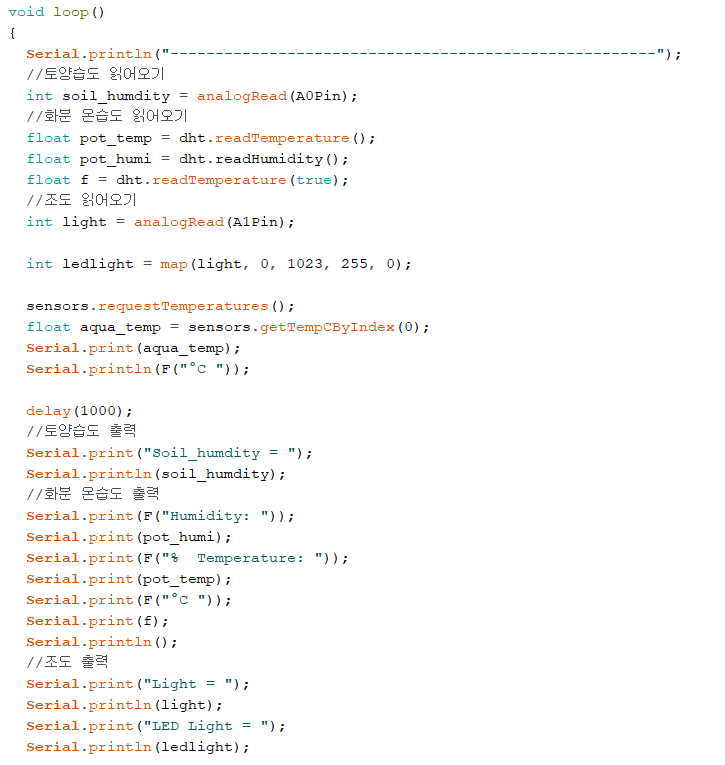 void loop()
{
  Serial.println("------------------------------------------------------");
  //토양습도 읽어오기
  int soil_humdity = analogRead(A0Pin);
  //화분 온습도 읽어오기
  float pot_temp = dht.readTemperature();
  float pot_humi = dht.readHumidity();
  float f = dht.readTemperature(true);
  //조도 읽어오기
  int light = analogRead(A1Pin);
  int ledlight = map(light, 0, 1023, 255, 0);
  sensors.requestTemperatures();
  float aqua_temp = sensors.getTempCByIndex(0);
  Serial.print(aqua_temp);
  Serial.println(F("°C "));
  delay(1000);
  //토양습도 출력
  Serial.print("Soil_humdity = ");
  Serial.println(soil_humdity);
  //화분 온습도 출력
  Serial.print(F("Humidity: "));
  Serial.print(pot_humi);
  Serial.print(F("%  Temperature: "));
  Serial.print(pot_temp);
  Serial.print(F("°C "));
  Serial.print(f);
  Serial.println();
  //조도 출력
  Serial.print("Light = ");
  Serial.println(light);
  Serial.print("LED Light = ");
  Serial.println(ledlight);